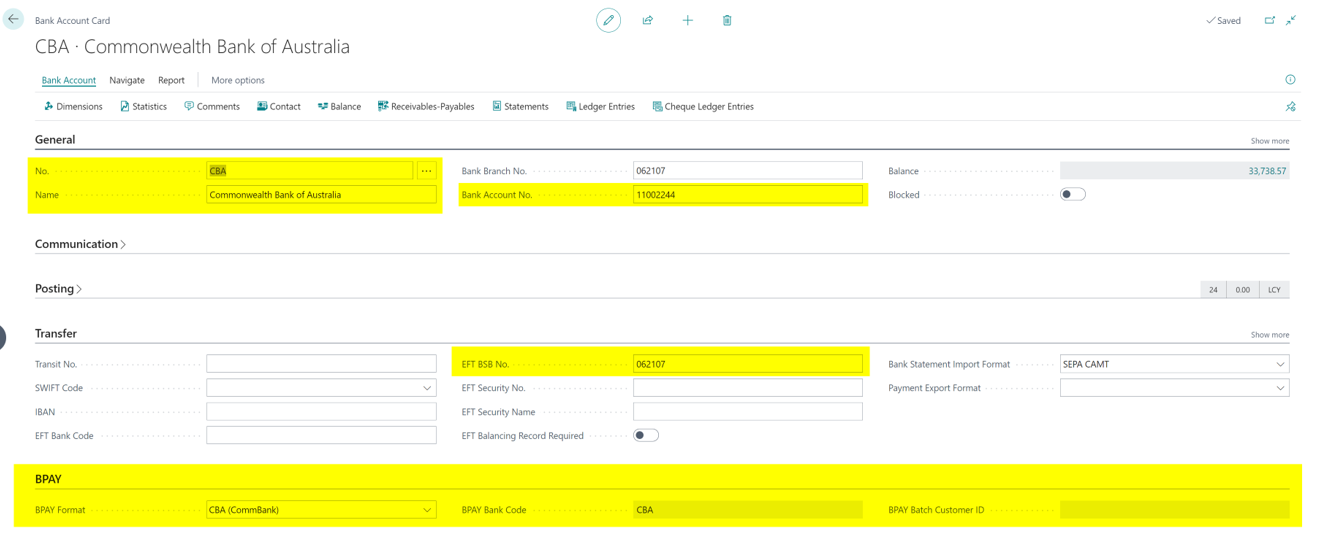 Bank Account Card
Saved
CBA · Commonwealth Bank of Australia
Bank Account Navigate Report More options
Dimensions Statistics Comments Contact Balance Receivables-Payables Statements Ledger Entries Cheque Ledger Entries
General Show more
No. CBA ... Bank Branch No. 062107 Balance 33,738.57
Name Commonwealth Bank of Australia Bank Account No. 11002244 Blocked
Communication
Posting 24 0.00 LCY
Transfer Show more
Transit No. EFT BSB No. 062107 Bank Statement Import Format SEPA CAMT
SWIFT Code EFT Security No. Payment Export Format
IBAN EFT Security Name
EFT Bank Code EFT Balancing Record Required
BPAY
BPAY Format CBA (CommBank) BPAY Bank Code CBA BPAY Batch Customer ID